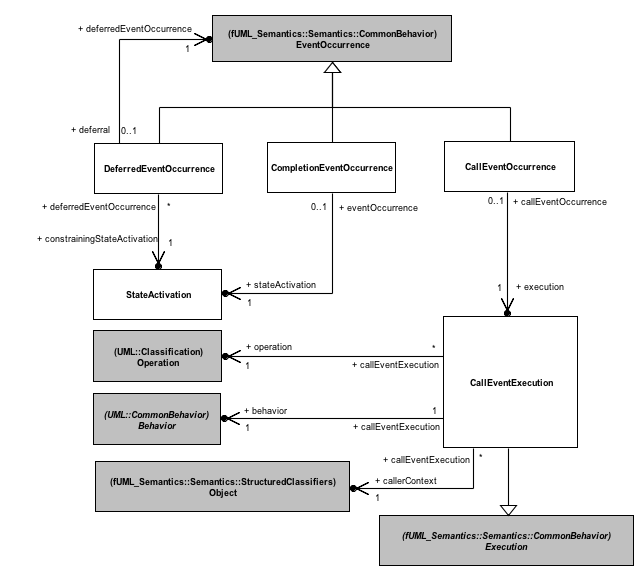 + deferredEventOccurrence
(fUML_Semantics::Semantics::CommonBehavior)
EventOccurrence
1
+ deferral
0..1
DeferredEventOccurrence
CompletionEventOccurrence
CallEventOccurrence
+ deferredEventOccurrence
*
0..1
+ eventOccurrence
0..1
+ callEventOccurrence
+ constrainingStateActivation
1
StateActivation
+ stateActivation
1
1
+ execution
(UML::Classification)
Operation
+ operation
1
*
+ callEventExecution
CallEventExecution
(UML::CommonBehavior)
Behavior
+ behavior
1
1
+ callEventExecution
+ callEventExecution
*
(fUML_Semantics::Semantics::StructuredClassifiers)
Object
+ callerContext
1
(fUML_Semantics::Semantics::CommonBehavior)
Execution